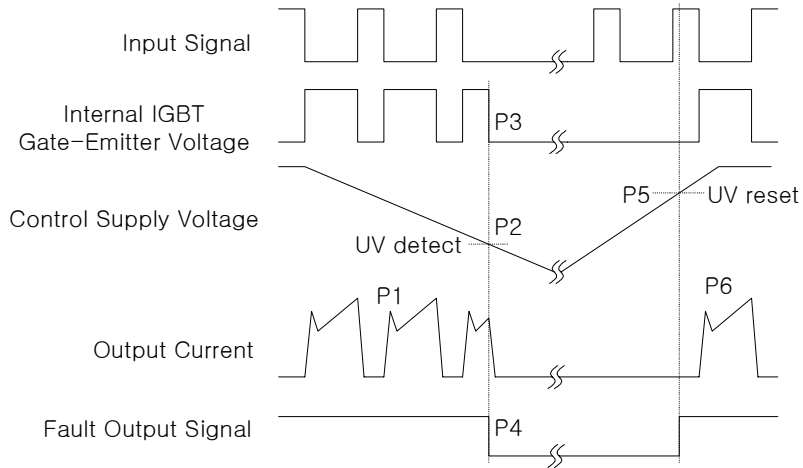 Input Signal
Internal IGBT
Gate-Emitter Voltage
P3
Control Supply Voltage
P5
UV reset
P2
UV detect
P1
P6
Output Current
Fault Output Signal
P4